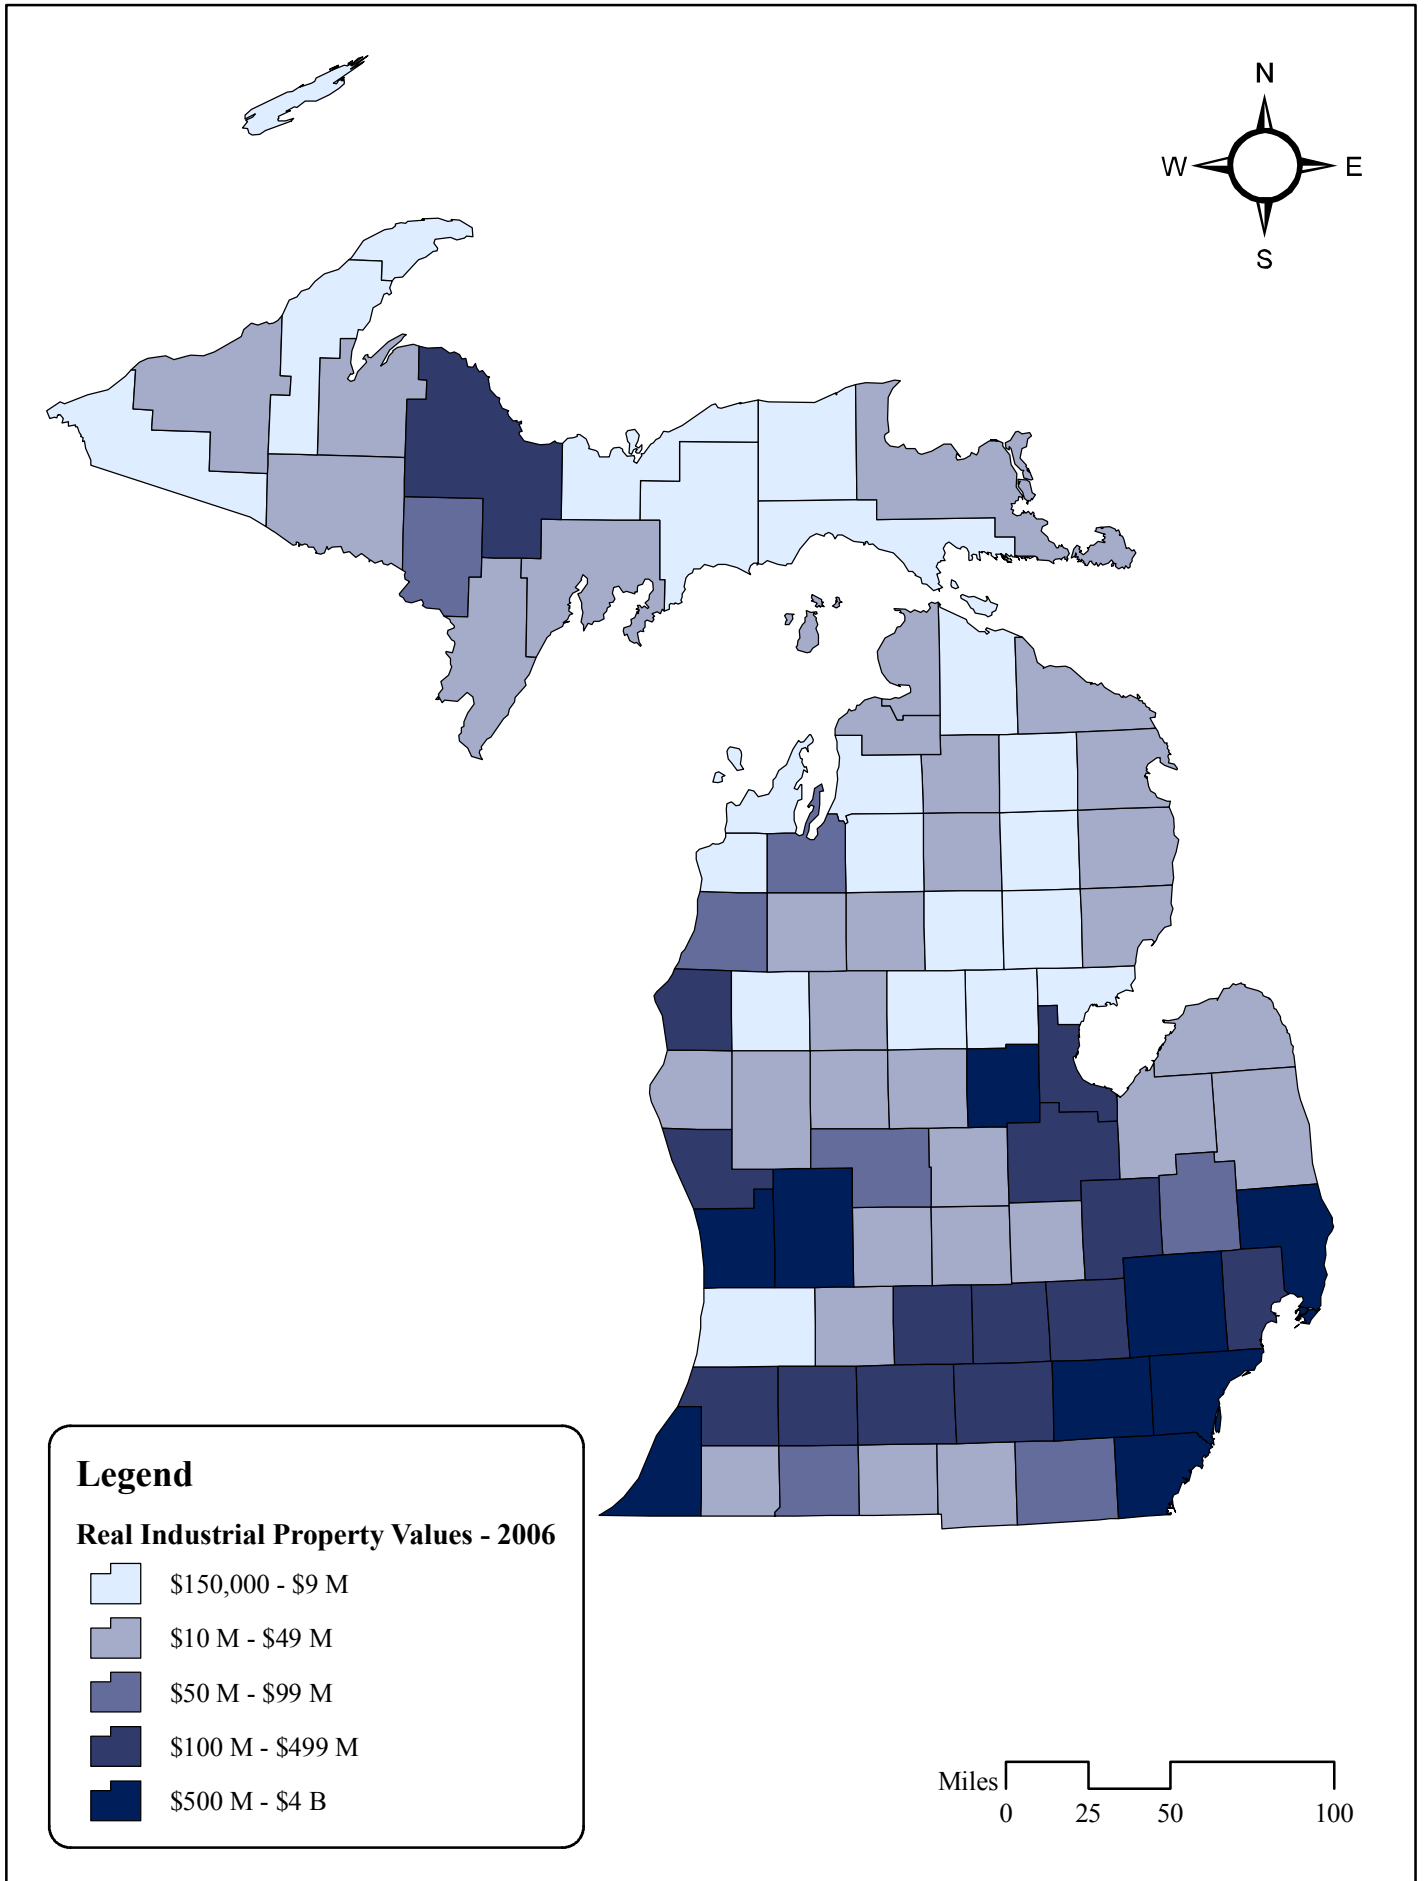 N
W E
S
Legend
Real Industrial Property Values - 2006
$150,000 - $9 M
$10 M - $49 M
$50 M - $99 M
$100 M - $499 M
$500 M - $4 B
Miles
0 25 50 100